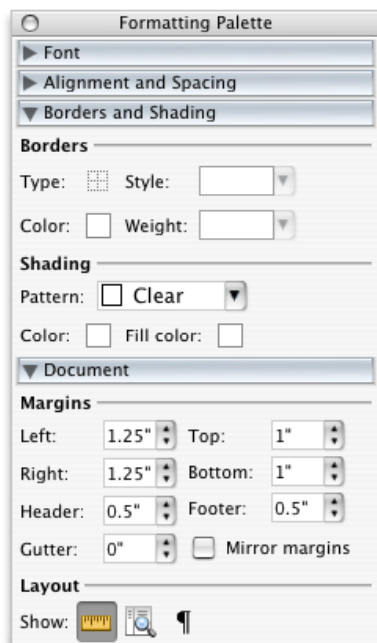 Formatting Palette
Font
Alignment and Spacing
Borders and Shading
Borders
Type: Style:
Color: Weight:
Shading
Pattern: Clear
Color: Fill color:
Document
Margins
Left: 1.25" Top: 1"
Right: 1.25" Bottom: 1"
Header: 0.5" Footer: 0.5"
Gutter: 0" Mirror margins
Layout
Show: ¶